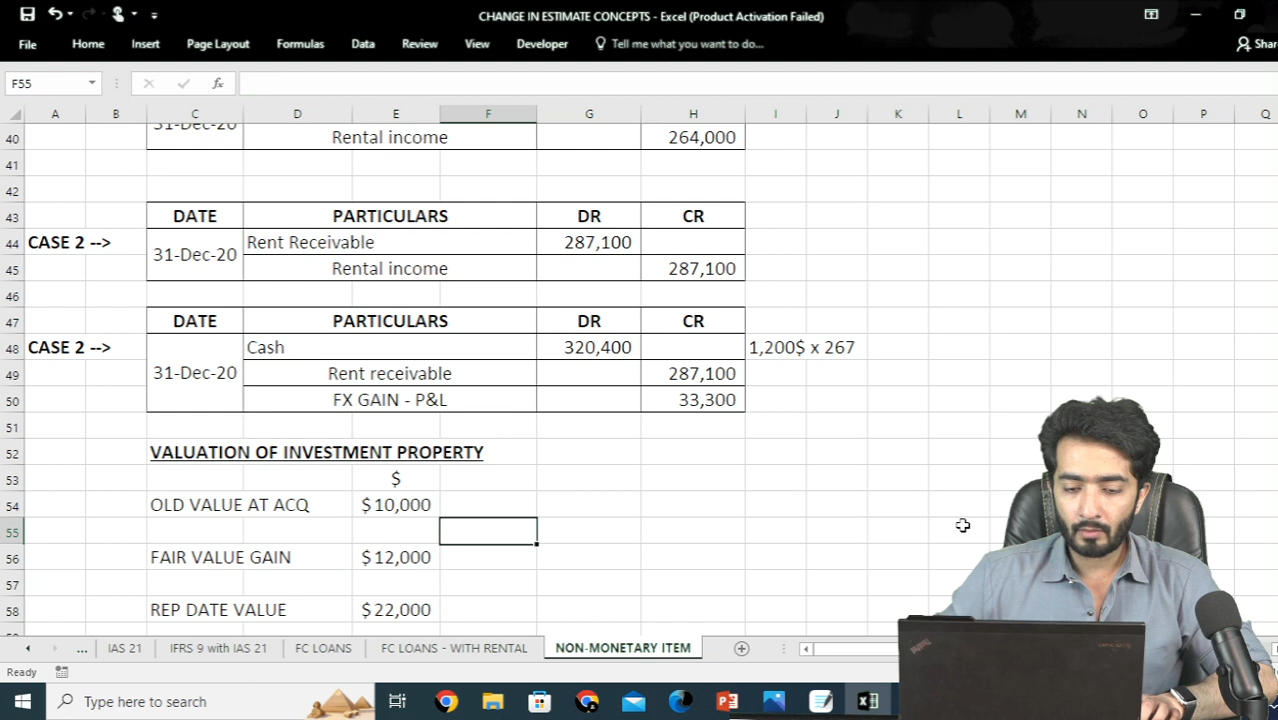 CHANGE IN ESTIMATE CONCEPTS - Excel (Product Activation Failed)
File Home Insert Page Layout Formulas Data Review View Developer Tell me what you want to do... Shar
F55 fx
A B C D E F G H I J K L M N O P Q
31-Dec-20
40 Rental income 264,000
41
42
43 DATE PARTICULARS DR CR
44 CASE 2 --> Rent Receivable 287,100
31-Dec-20
45 Rental income 287,100
46
47 DATE PARTICULARS DR CR
48 CASE 2 --> Cash 320,400 1,200$ x 267
49 31-Dec-20 Rent receivable 287,100
50 FX GAIN - P&L 33,300
51
52 VALUATION OF INVESTMENT PROPERTY
53 $
54 OLD VALUE AT ACQ $ 10,000
55
56 FAIR VALUE GAIN $ 12,000
57
58 REP DATE VALUE $ 22,000
... IAS 21 IFRS 9 with IAS 21 FC LOANS FC LOANS - WITH RENTAL NON-MONETARY ITEM
Ready
Type here to search